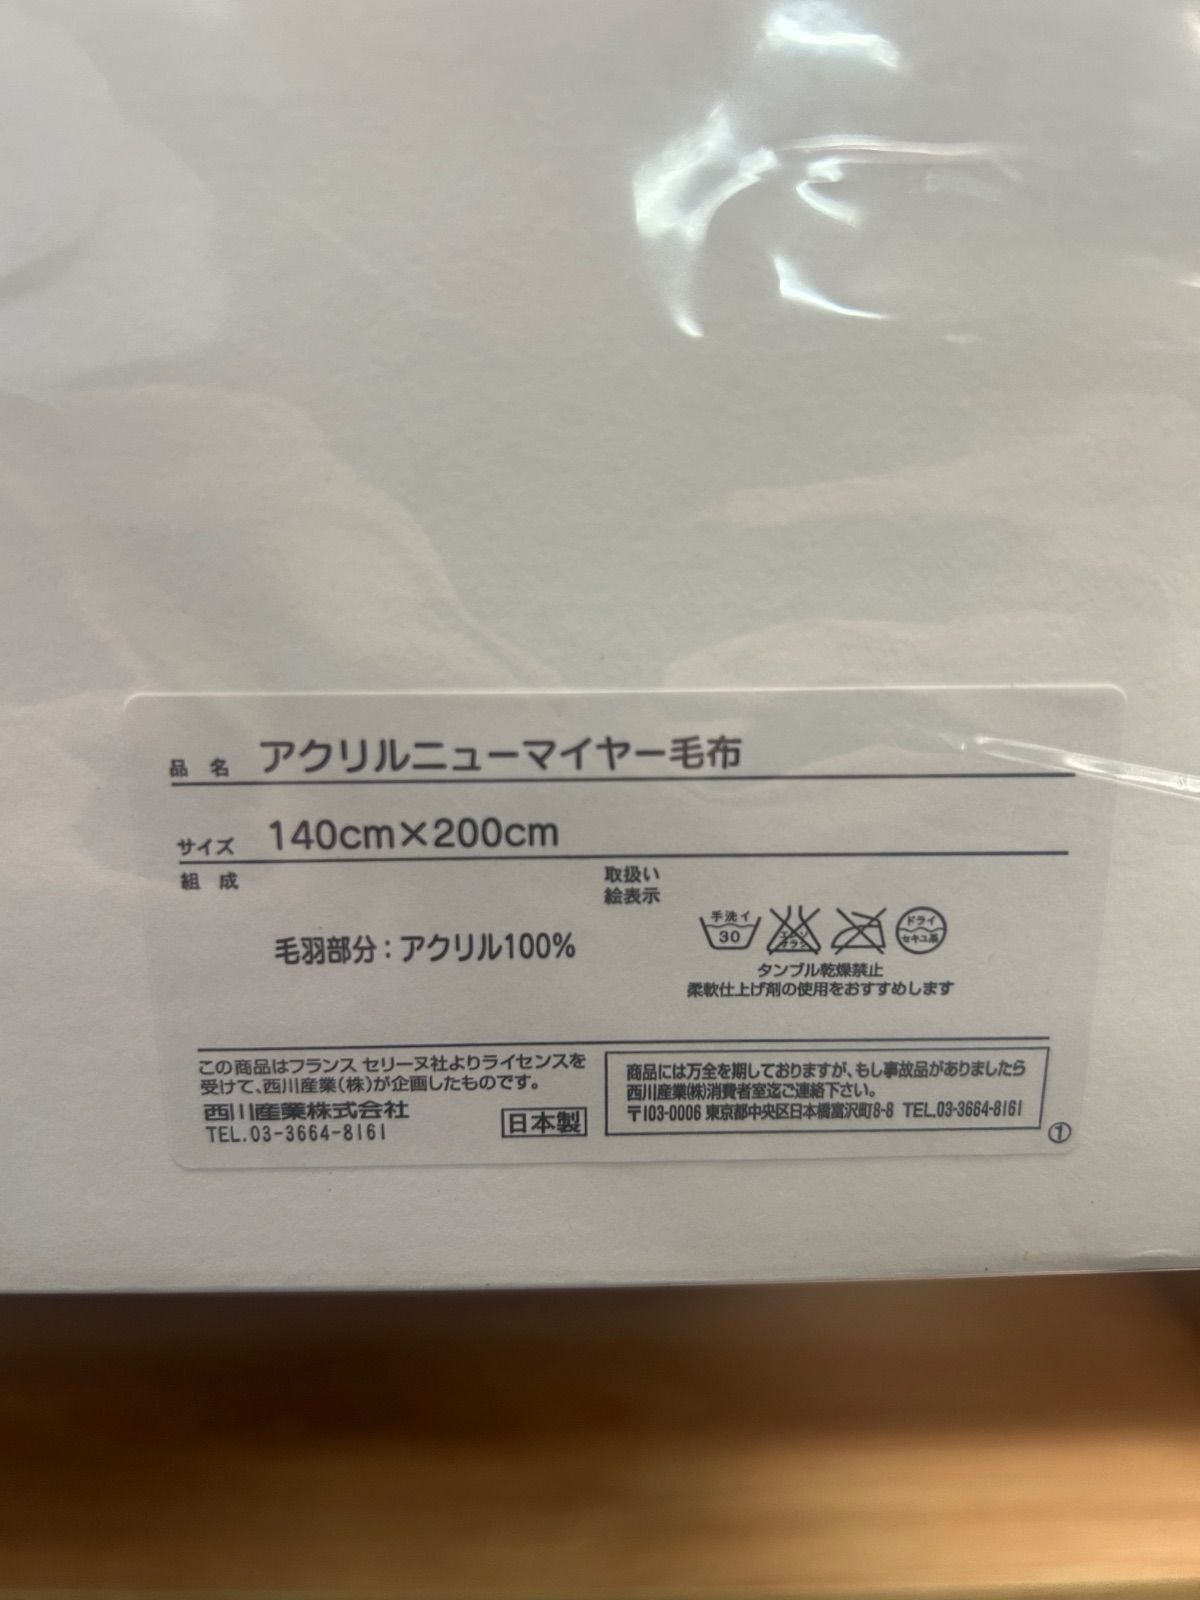 品名 アクリルニューマイヤー毛布
サイズ 140cm×200cm
組成
取扱い
絵表示
毛羽部分：アクリル100%
手洗イ
30
エンソ
サラシ
ドライ
セキユ系
タンブル乾燥禁止
柔軟仕上げ剤の使用をおすすめします
この商品はフランス セリーヌ社よりライセンスを
受けて、西川産業(株)が企画したものです。
西川産業株式会社
TEL.03-3664-8161
日本製
商品には万全を期しておりますが、もし事故品がありましたら
西川産業(株)消費者室迄ご連絡下さい。
〒103-0006 東京都中央区日本橋富沢町8-8 TEL.03-3664-8161
①